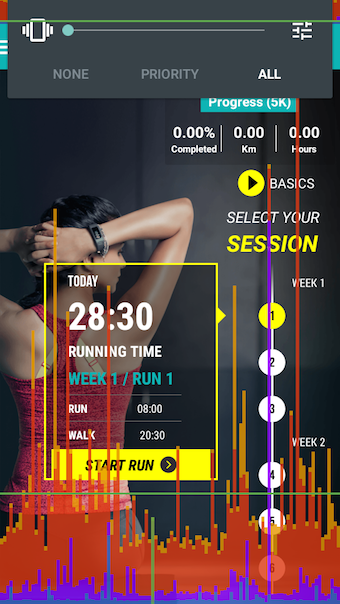 NONE PRIORITY ALL
Progress (5K)
0.00% 0.00 0.00
Completed Km Hours
BASICS
SELECT YOUR
SESSION
TODAY
28:30
RUNNING TIME
WEEK 1 / RUN 1
RUN 08:00
WALK 20:30
START RUN
WEEK 1
1
2
3
WEEK 2
4
5
6